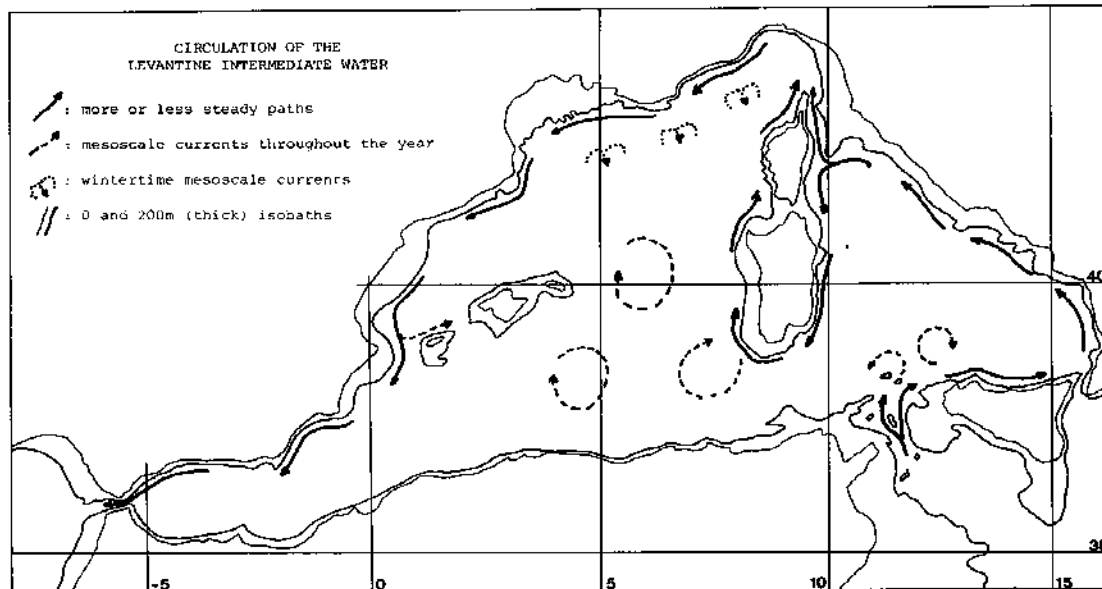 CIRCULATION OF THE
LEVANTINE INTERMEDIATE WATER
: more or less steady paths
: mesoscale currents throughout the year
: wintertime mesoscale currenrs
: 0 and 200m (thick) isobaths
40
-5
0
5
10
15